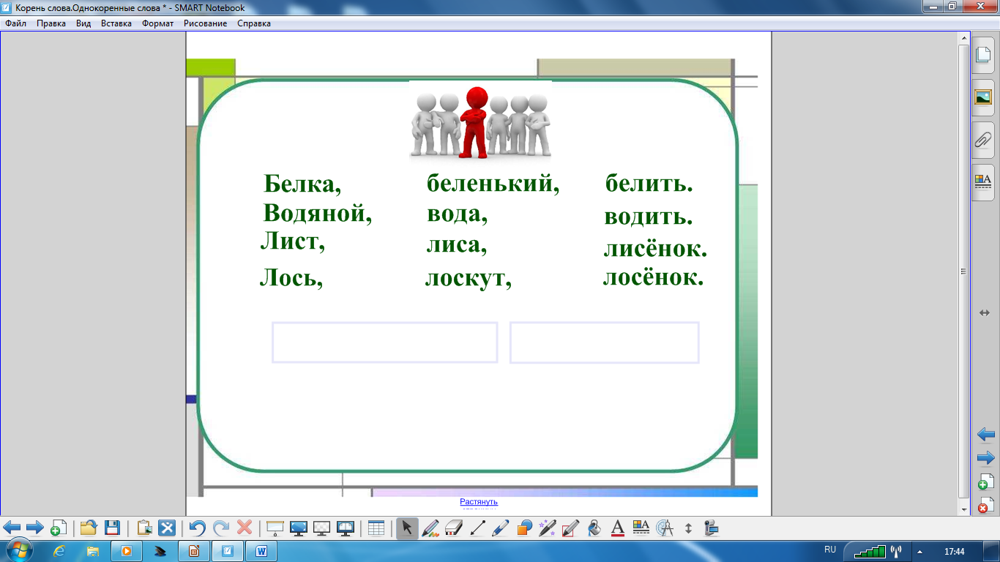 Корень слова.Однокоренные слова * - SMART Notebook
Файл Правка Вид Вставка Формат Рисование Справка
Белка, беленький, белить.
Водяной, вода, водить.
Лист, лиса, лисёнок.
Лось, лоскут, лосёнок.
Растянуть
RU 17:44